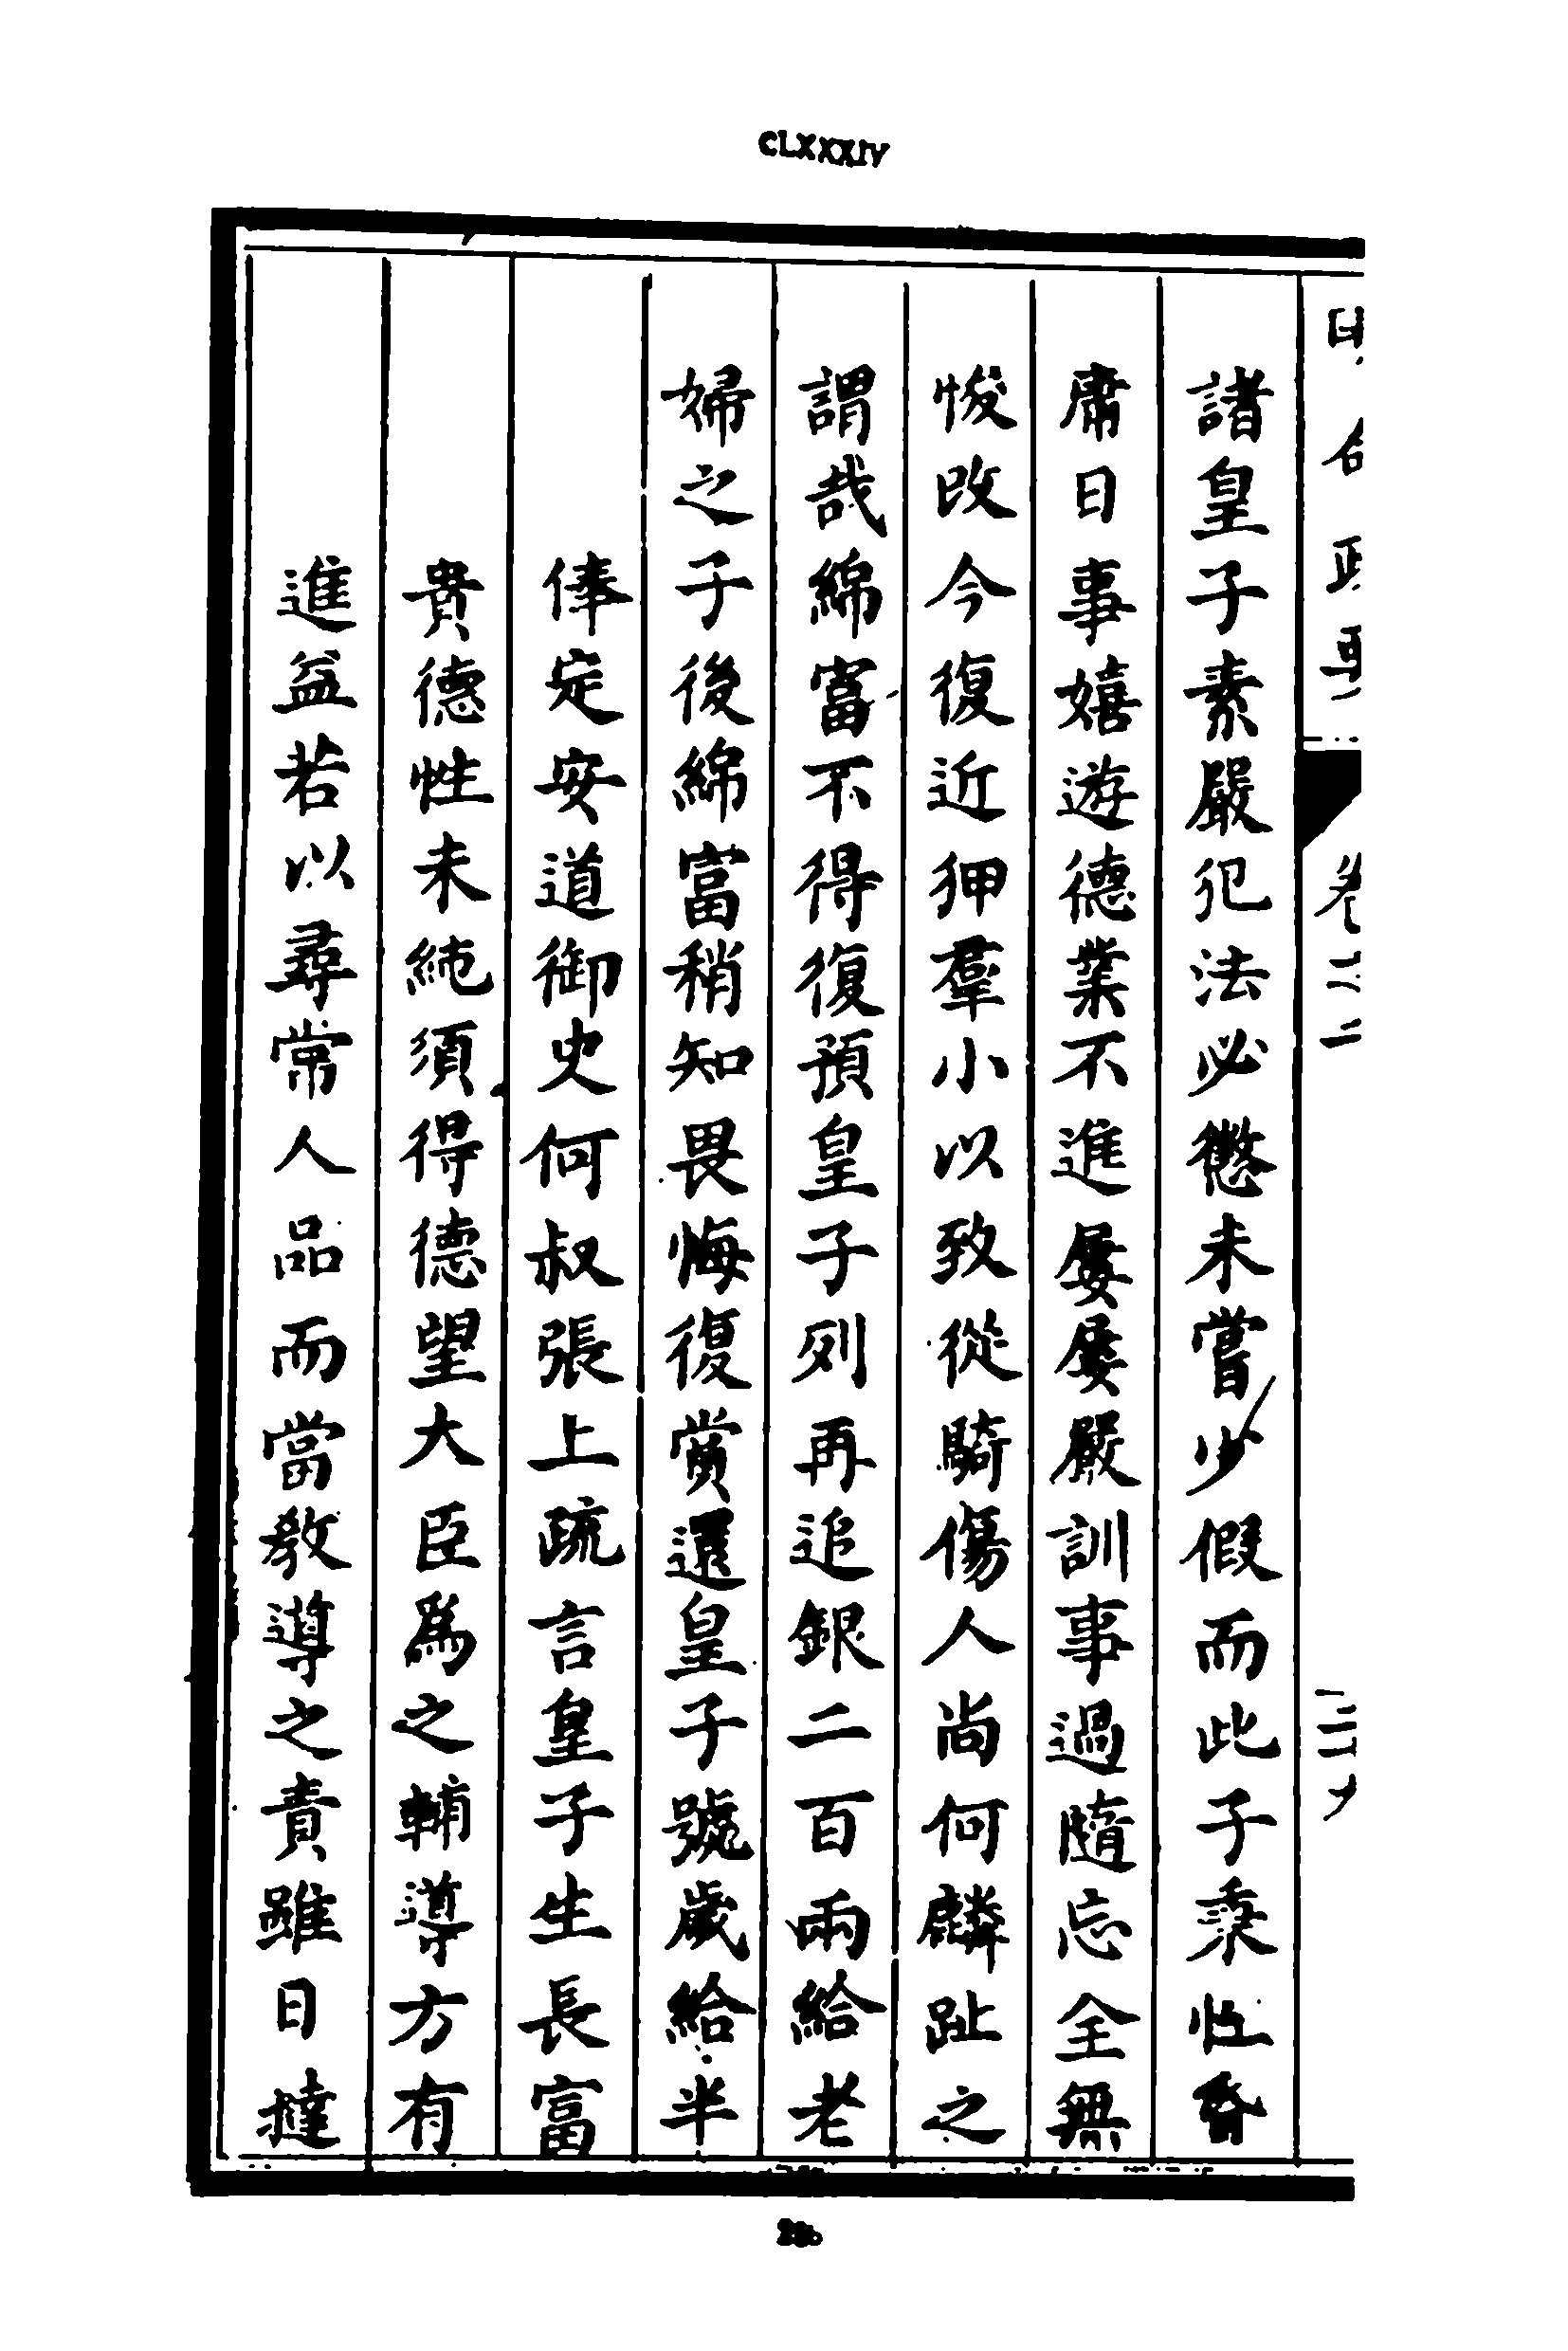 CLXXXIV
諸皇子素嚴犯法必懲未嘗少假而此子秉性昏
庸日事嬉遊德業不進屢屢嚴訓事過隨忘全無
悛改今復近狎羣小以致從騎傷人尚何麟趾之
謂哉綿富不得復預皇子列再追銀二百兩給老
婦之子後綿富稍知畏悔復賞還皇子號歲給半
俸定安道御史何叔張上疏言皇子生長富
貴德性未純須得德望大臣爲之輔導方有
進益若以尋常人品而當教導之責雖日撻